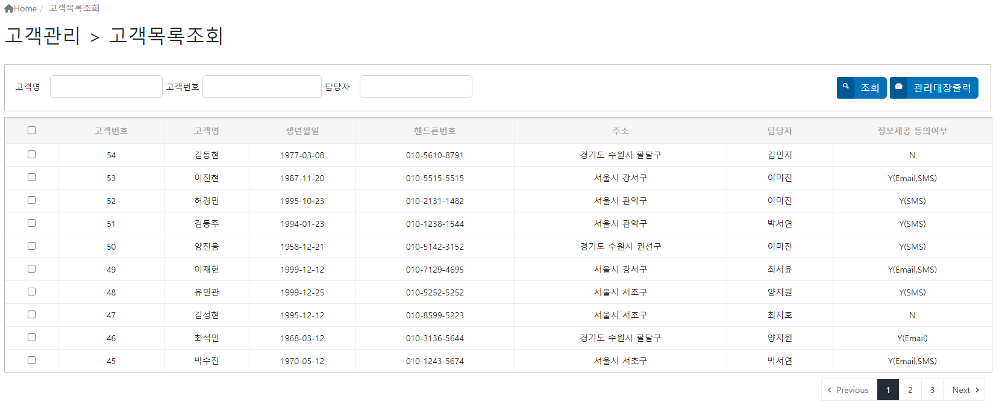 Home / 고객목록조회
고객관리 > 고객목록조회
고객명 고객번호 담당자 조회 관리대장출력
고객번호 고객명 생년월일 핸드폰번호 주소 담당자 정보제공 동의여부
54 김동현 1977-03-08 010-5610-8791 경기도 수원시 팔달구 김민지 N
53 이진현 1987-11-20 010-5515-5515 서울시 강서구 이미진 Y(Email,SMS)
52 허경민 1995-10-23 010-2131-1482 서울시 관악구 이미진 Y(SMS)
51 김동주 1994-01-23 010-1238-1544 서울시 관악구 박서연 Y(SMS)
50 양진웅 1958-12-21 010-5142-3152 경기도 수원시 권선구 이미진 Y(SMS)
49 이재현 1999-12-12 010-7129-4695 서울시 강서구 최서윤 Y(Email,SMS)
48 유민관 1999-12-25 010-5252-5252 서울시 서초구 양지원 Y(SMS)
47 김성현 1995-12-12 010-8599-5223 서울시 서초구 최지호 N
46 최석민 1968-03-12 010-3136-5644 경기도 수원시 팔달구 양지원 Y(Email)
45 박수진 1970-05-12 010-1243-5674 서울시 서초구 박서연 Y(Email,SMS)
‹ Previous 1 2 3 Next ›